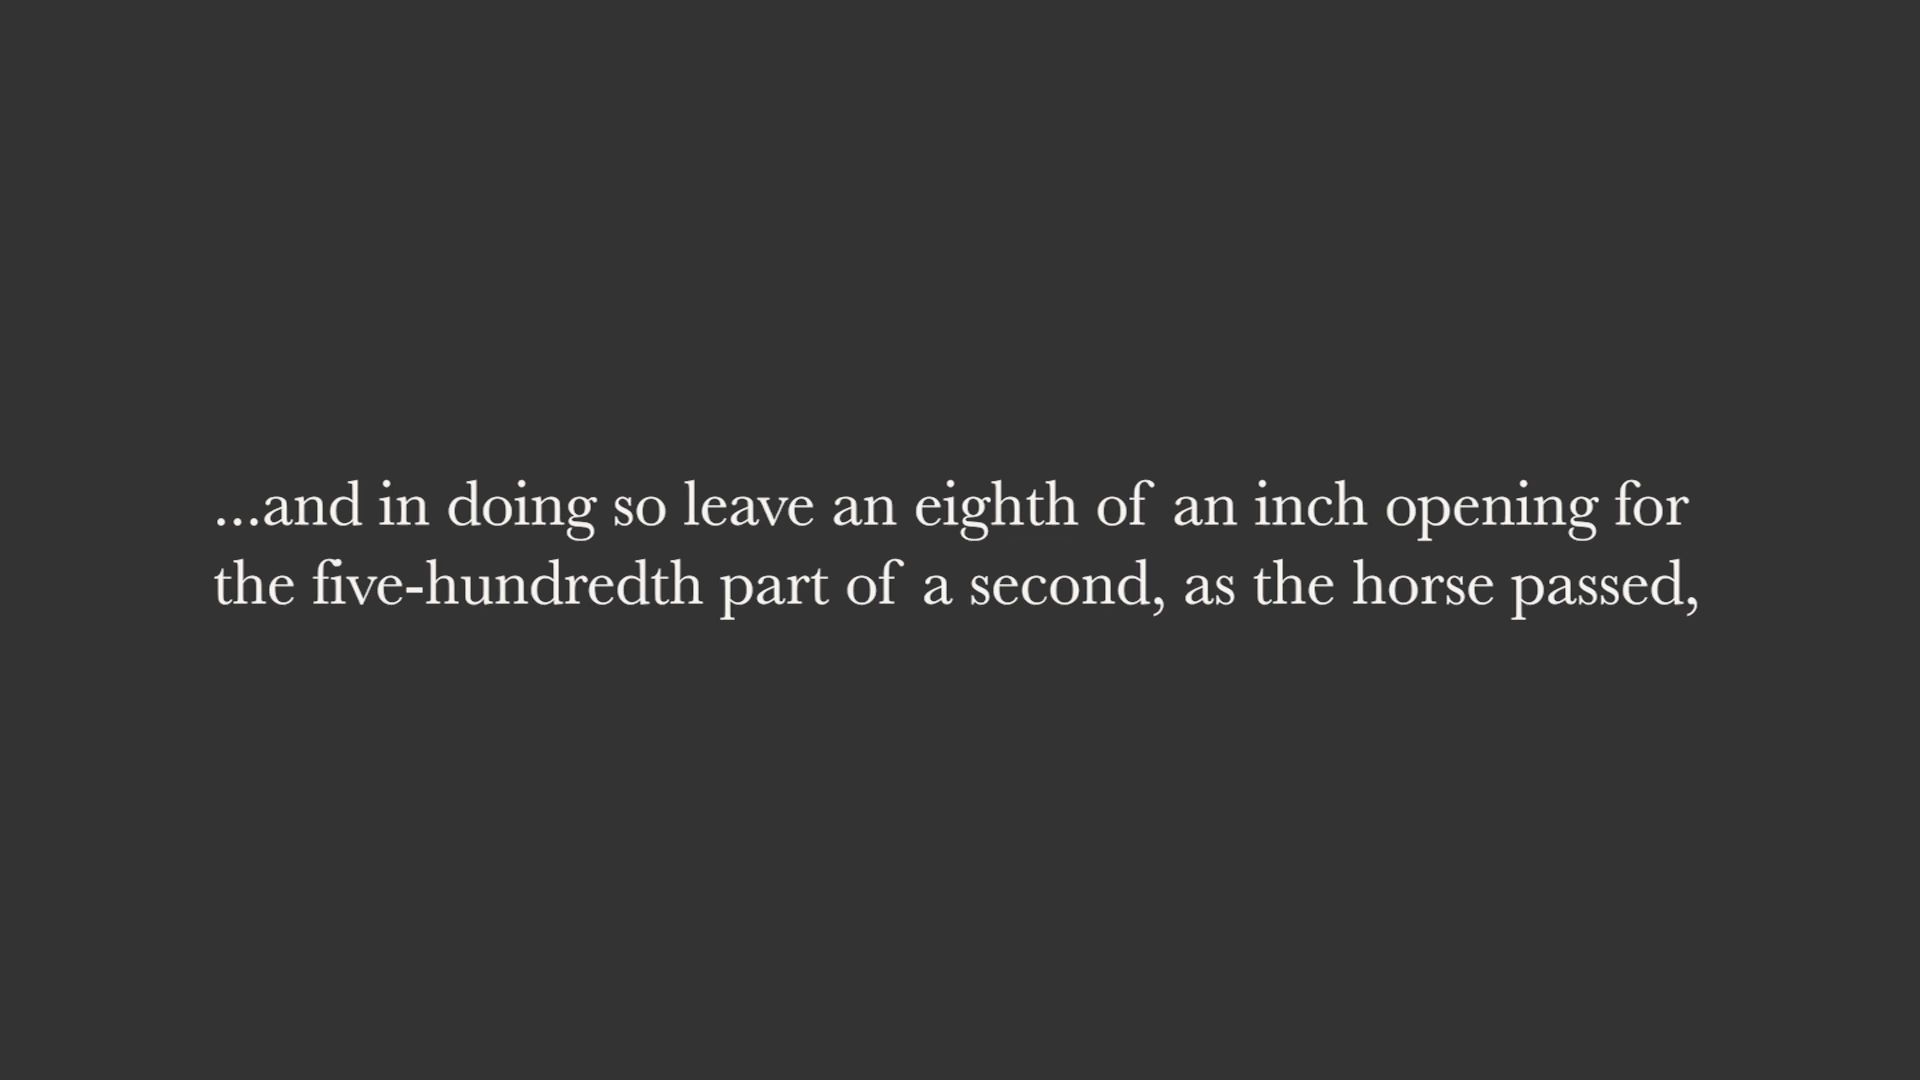 ...and in doing so leave an eighth of an inch opening for
the five-hundredth part of a second, as the horse passed,